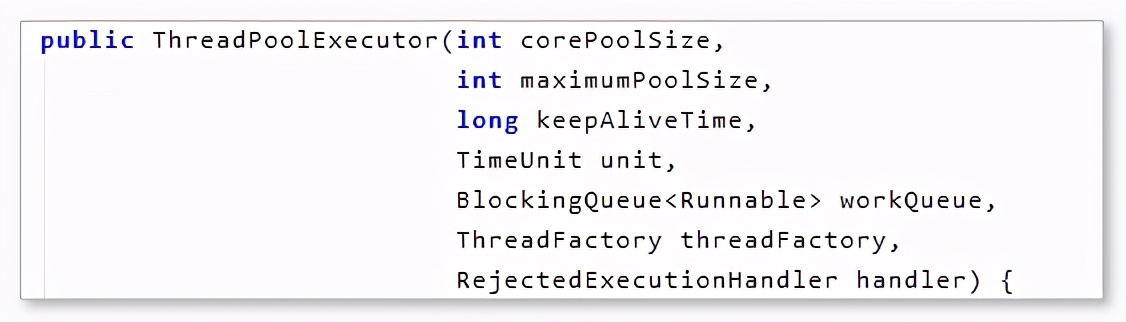 public ThreadPoolExecutor(int corePoolSize,
int maximumPoolSize,
long keepAliveTime,
TimeUnit unit,
BlockingQueue<Runnable> workQueue,
ThreadFactory threadFactory,
RejectedExecutionHandler handler) {